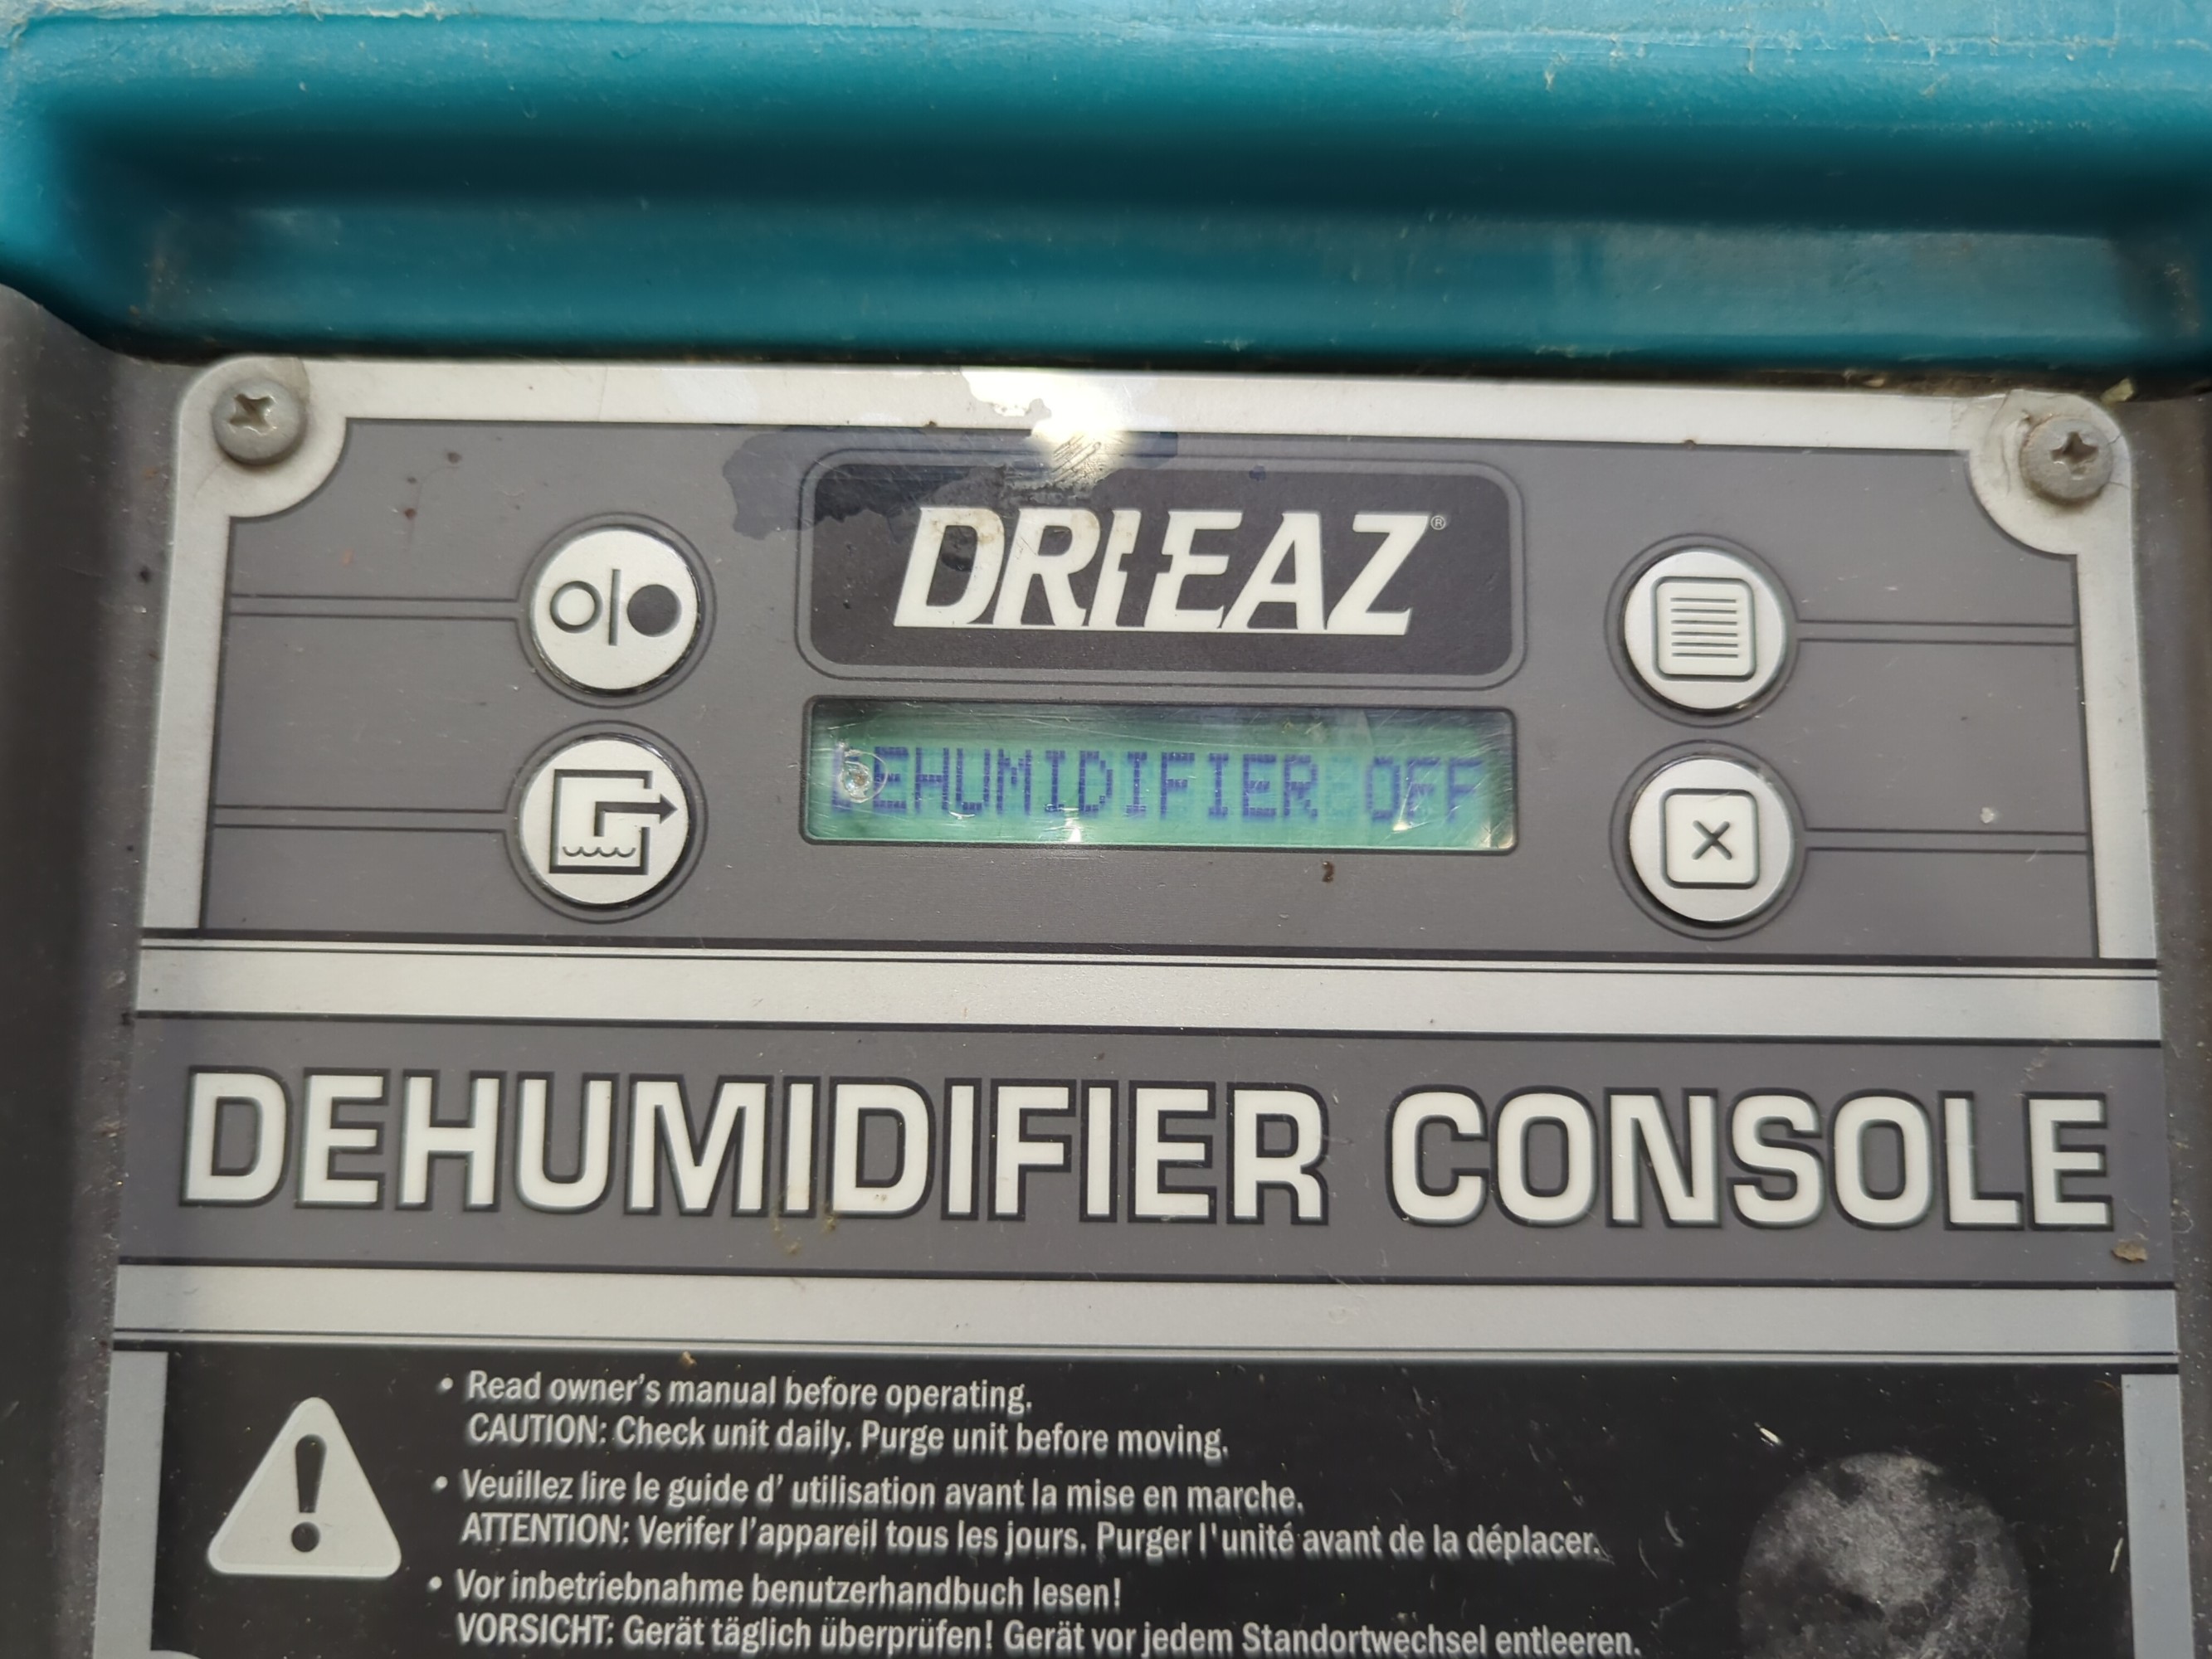 DRI-EAZ®
DEHUMIDIFIER OFF
DEHUMIDIFIER CONSOLE
• Read owner's manual before operating.
CAUTION: Check unit daily. Purge unit before moving.
• Veuillez lire le guide d' utilisation avant la mise en marche.
ATTENTION: Verifer l'appareil tous les jours. Purger l'unité avant de la déplacer.
• Vor inbetriebnahme benutzerhandbuch lesen!
VORSICHT: Gerät täglich überprüfen! Gerät vor jedem Standortwechsel entleeren.